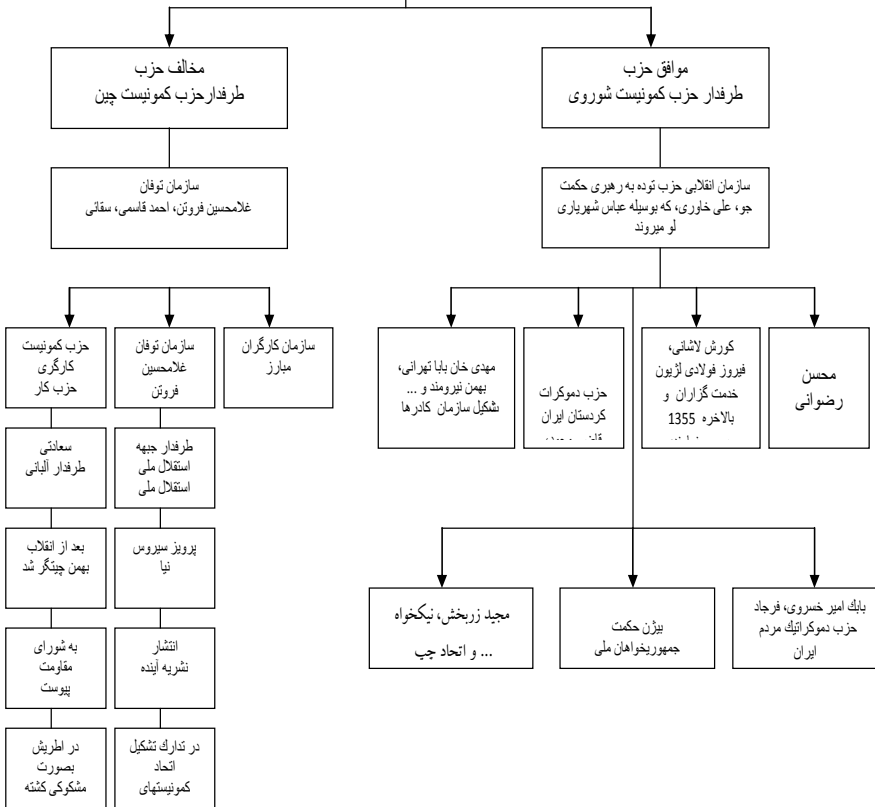 موافق حزب
طرفدار حزب کمونیست شوروی
مخالف حزب
طرفدارحزب کمونیست چین
سازمان انقلابی حزب توده به رهبری حکمت
جو، علی خاوری، که بوسیله عباس شهریاری
لو میروند
سازمان توفان
غلامحسین فروتن، احمد قاسمی، سقائی
محسن
رضوانی
کورش لاشانی،
فیروز فولادی لژیون
خدمت گزاران و
بالاخره 1355
حزب دموکرات
کردستان ایران
مهدی خان بابا تهرانی،
بهمن نیرومند و ...
تشکیل سازمان کادرها
سازمان کارگران
مبارز
سازمان توفان
غلامحسین
فروتن
حزب کمونیست
کارگری
حزب کار
طرفدار جبهه
استقلال ملی
استقلال ملی
سعادتی
طرفدار آلبانی
پرویز سیروس
نیا
بعد از انقلاب
بهمن چیتگر شد
بابك امیر خسروی، فرجاد
حزب دموکراتیك مردم
ایران
بیژن حکمت
جمهوریخواهان ملی
مجید زربخش، نیکخواه
... و اتحاد چپ
انتشار
نشریه آینده
به شورای
مقاومت
پیوست
در تدارك تشکیل
اتحاد
کمونیستهای
در اطریش
بصورت
مشکوکی کشته